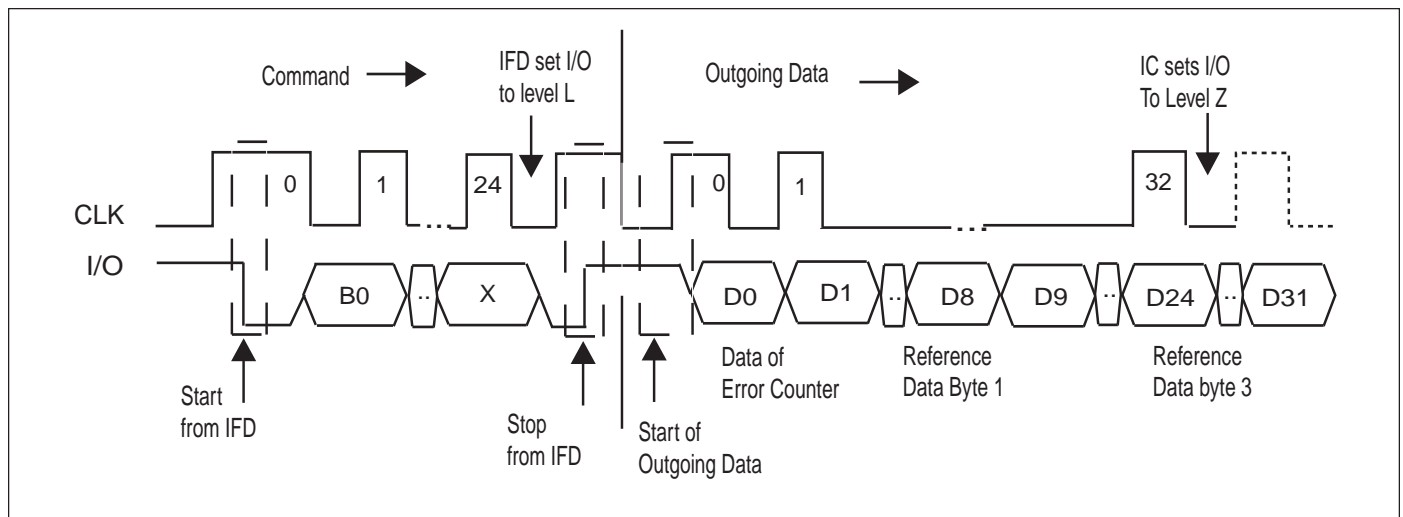 Command
IFD set I/O
to level L
Outgoing Data
IC sets I/O
To Level Z
CLK
0
1
24
0
1
32
I/O
B0
..
X
D0
D1
..
D8
D9
..
D24
..
D31
Start
from IFD
Stop
from IFD
Start of
Outgoing Data
Data of
Error Counter
Reference
Data Byte 1
Reference
Data byte 3